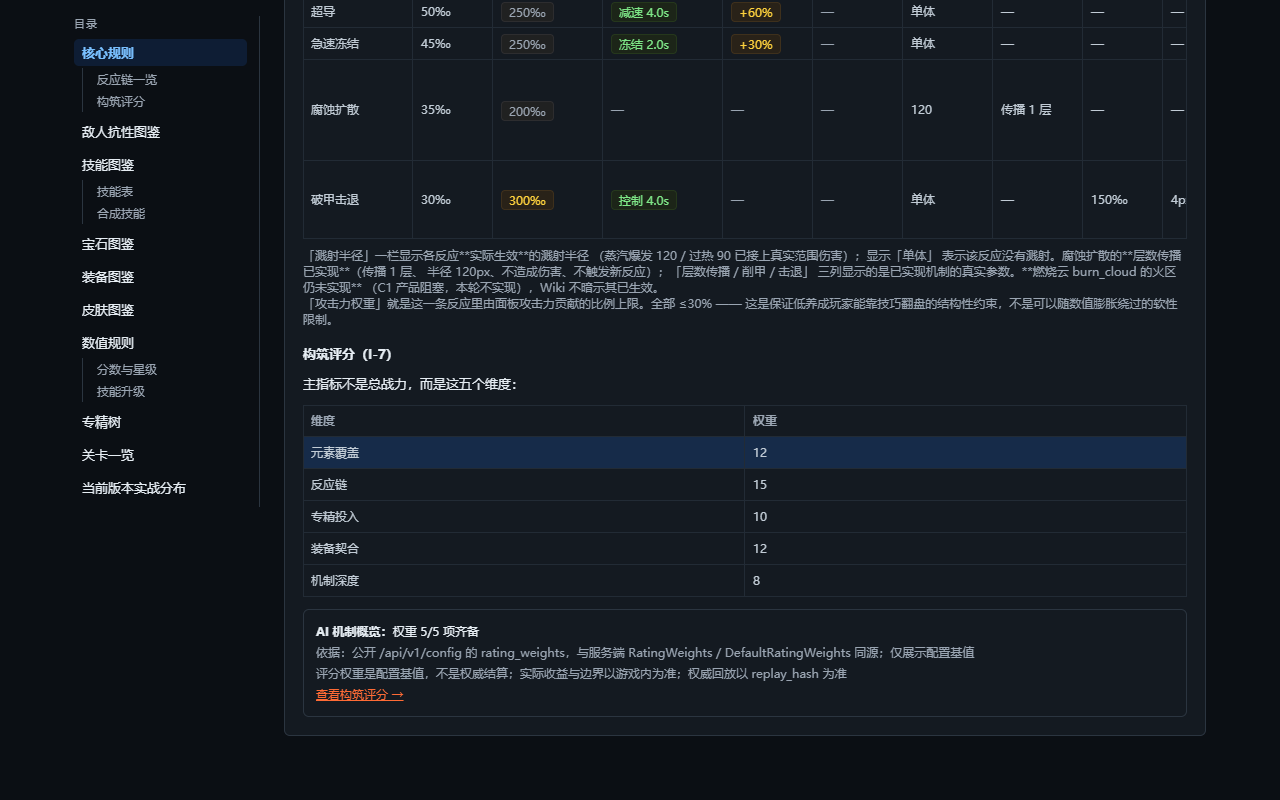 目录
核心规则
反应链一览
构筑评分
敌人抗性图鉴
技能图鉴
技能表
合成技能
宝石图鉴
装备图鉴
皮肤图鉴
数值规则
分数与星级
技能升级
专精树
关卡一览
当前版本实战分布
超导 50‰ 250‰ 减速 4.0s +60% — 单体 — — —
急速冻结 45‰ 250‰ 冻结 2.0s +30% — 单体 — — —
腐蚀扩散 35‰ 200‰ — — — 120 传播 1 层 — —
破甲击退 30‰ 300‰ 控制 4.0s — — 单体 — 150‰ 4p
「溅射半径」一栏显示各反应**实际生效**的溅射半径 （蒸汽爆发 120 / 过热 90 已接上真实范围伤害）；显示「单体」 表示该反应没有溅射。腐蚀扩散的**层数传播
已实现**（传播 1 层、 半径 120px、不造成伤害、不触发新反应）；「层数传播 / 削甲 / 击退」 三列显示的是已实现机制的真实参数。**燃烧云 burn_cloud 的火区
仍未实现** （C1 产品阻塞，本轮不实现），Wiki 不暗示其已生效。
「攻击力权重」就是这一条反应里由面板攻击力贡献的比例上限。全部 ≤30% —— 这是保证低养成玩家能靠技巧翻盘的结构性约束，不是可以随数值膨胀绕过的软性
限制。
构筑评分（I-7）
主指标不是总战力，而是这五个维度：
维度 权重
元素覆盖 12
反应链 15
专精投入 10
装备契合 12
机制深度 8
AI 机制概览：权重 5/5 项齐备
依据：公开 /api/v1/config 的 rating_weights，与服务端 RatingWeights / DefaultRatingWeights 同源；仅展示配置基值
评分权重是配置基值，不是权威结算；实际收益与边界以游戏内为准；权威回放以 replay_hash 为准
查看构筑评分 →